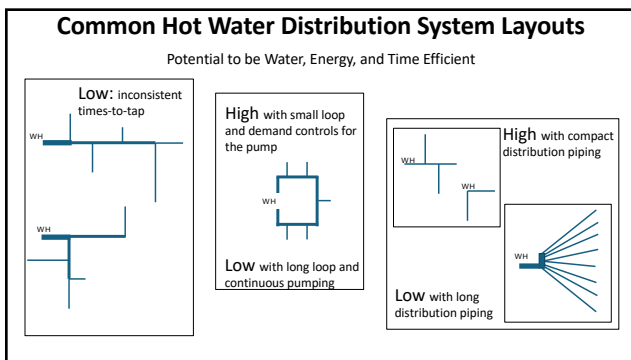 Common Hot Water Distribution System Layouts
Potential to be Water, Energy, and Time Efficient
Low: inconsistent
times-to-tap
WH
WH
High with small loop
and demand controls for
the pump
WH
Low with long loop and
continuous pumping
High with compact
distribution piping
WH
WH
WH
Low with long
distribution piping